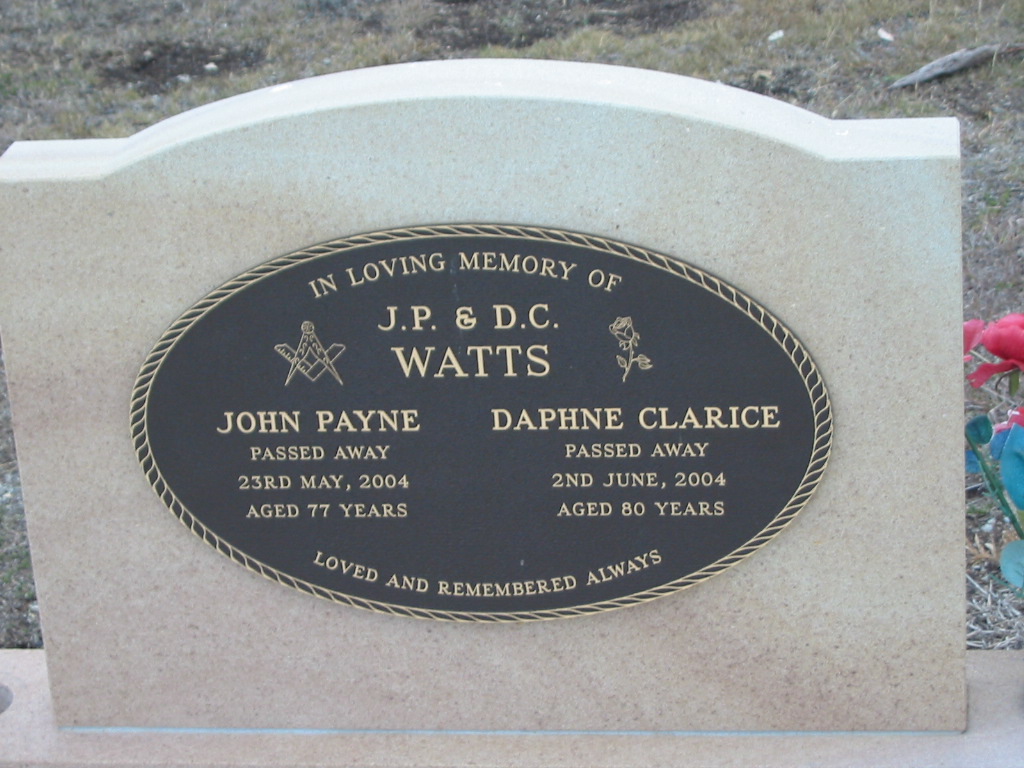 IN LOVING MEMORY OF
J.P. & D.C.
WATTS
JOHN PAYNE
PASSED AWAY
23RD MAY, 2004
AGED 77 YEARS
DAPHNE CLARICE
PASSED AWAY
2ND JUNE, 2004
AGED 80 YEARS
LOVED AND REMEMBERED ALWAYS